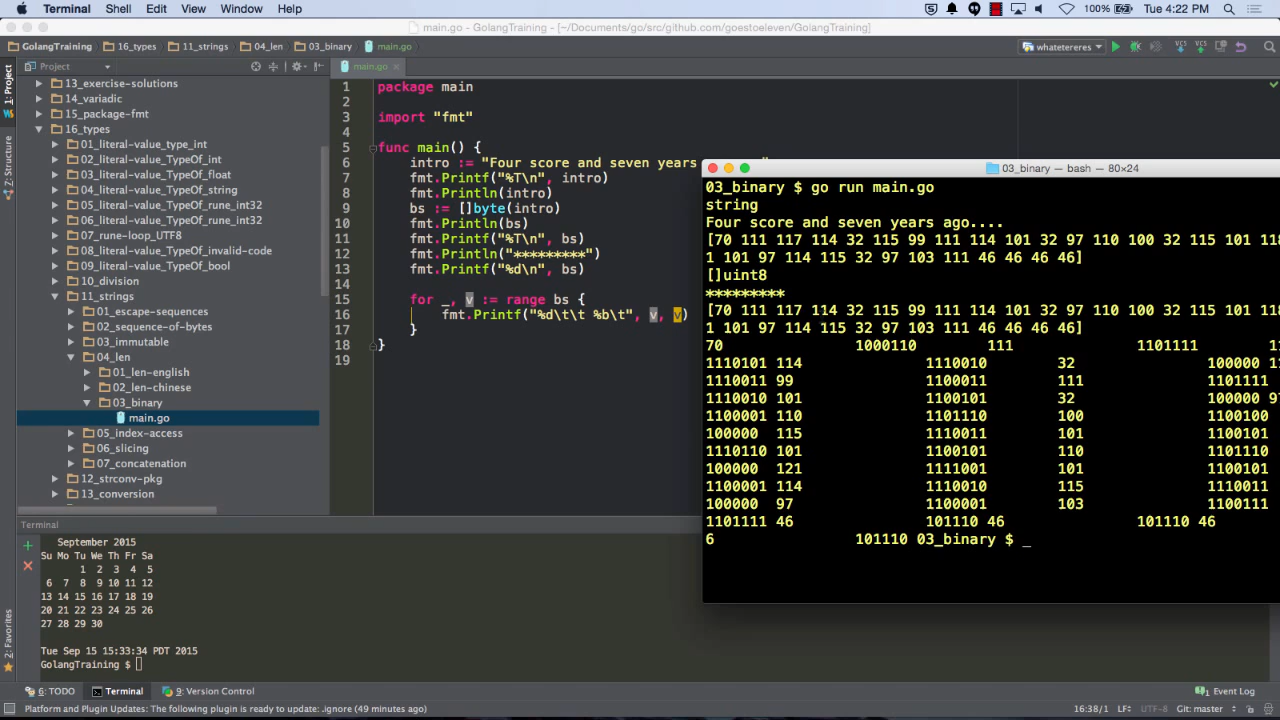 Terminal Shell Edit View Window Help 100% Tue 4:22 PM
main.go - GolangTraining - [~/Documents/go/src/github.com/goestoeleven/GolangTraining]
GolangTraining 16_types 11_strings 04_len 03_binary main.go whatetereres
Project main.go
13_exercise-solutions
14_variadic
15_package-fmt
16_types
01_literal-value_type_int
02_literal-value_TypeOf_int
03_literal-value_TypeOf_float
04_literal-value_TypeOf_string
05_literal-value_TypeOf_rune_int32
06_literal-value_TypeOf_rune_int32
07_rune-loop_UTF8
08_literal-value_TypeOf_invalid-code
09_literal-value_TypeOf_bool
10_division
11_strings
01_escape-sequences
02_sequence-of-bytes
03_immutable
04_len
01_len-english
02_len-chinese
03_binary
main.go
05_index-access
06_slicing
07_concatenation
12_strconv-pkg
13_conversion
1: Project
7: Structure
2: Favorites
1 package main
2
3 import "fmt"
4
5 func main() {
6 intro := "Four score and seven years
7 fmt.Printf("%T\n", intro)
8 fmt.Println(intro)
9 bs := []byte(intro)
10 fmt.Println(bs)
11 fmt.Printf("%T\n", bs)
12 fmt.Println("*********")
13 fmt.Printf("%d\n", bs)
14
15 for _, v := range bs {
16 fmt.Printf("%d\t\t %b\t", v, v)
17 }
18 }
19
03_binary — bash — 80×24
03_binary $ go run main.go
string
Four score and seven years ago....
[70 111 117 114 32 115 99 111 114 101 32 97 110 100 32 115 101 118
1 101 97 114 115 32 97 103 111 46 46 46 46]
[]uint8
*********
[70 111 117 114 32 115 99 111 114 101 32 97 110 100 32 115 101 118
1 101 97 114 115 32 97 103 111 46 46 46 46]
70 1000110 111 1101111 1
1110101 114 1110010 32 100000 1
1110011 99 1100011 111 1101111
1110010 101 1100101 32 100000 9
1100001 110 1101110 100 1100100
100000 115 1110011 101 1100101
1110110 101 1100101 110 1101110
100000 121 1111001 101 1100101
1100001 114 1110010 115 1110011
100000 97 1100001 103 1100111
1101111 46 101110 46 101110 46
6 101110 03_binary $ _
Terminal
September 2015
Su Mo Tu We Th Fr Sa
1 2 3 4 5
6 7 8 9 10 11 12
13 14 15 16 17 18 19
20 21 22 23 24 25 26
27 28 29 30
Tue Sep 15 15:33:34 PDT 2015
GolangTraining $
6: TODO Terminal 9: Version Control Event Log
Platform and Plugin Updates: The following plugin is ready to update: .ignore (49 minutes ago) 16:38/1 LF UTF-8 Git: master